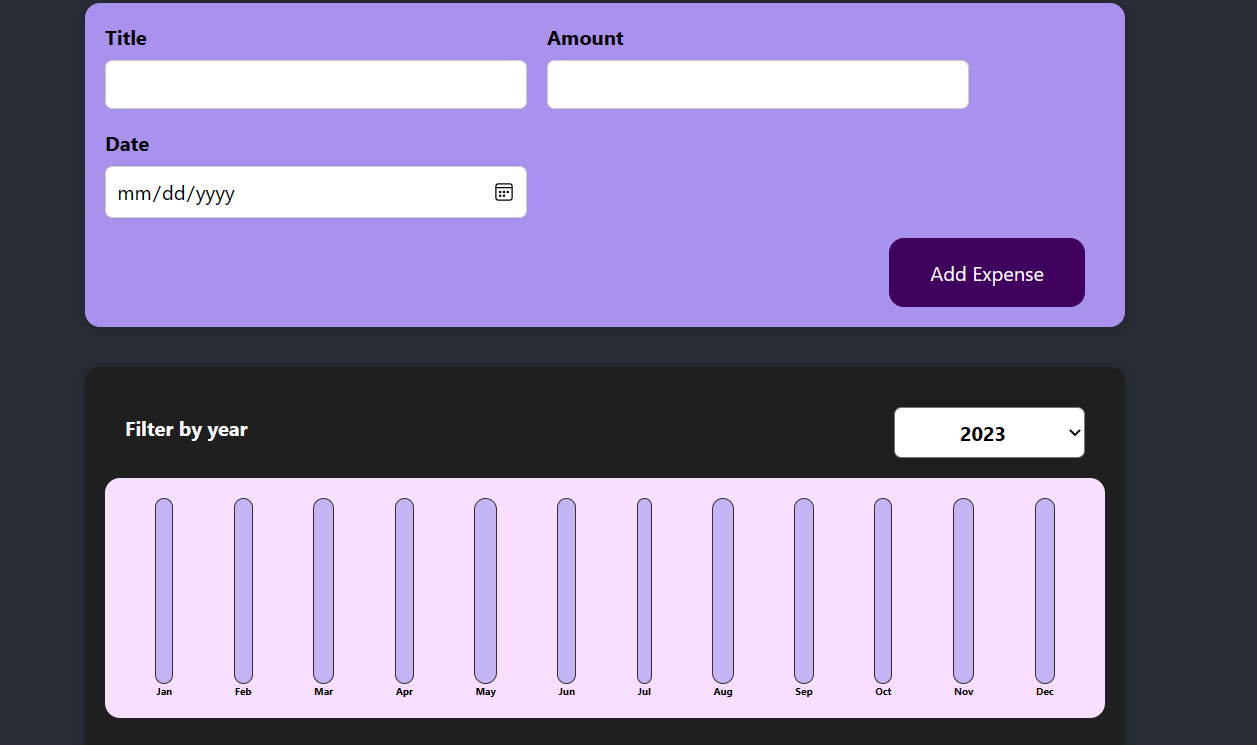 Title
Amount
Date
mm/dd/yyyy
Add Expense
Filter by year
2023
Jan Feb Mar Apr May Jun Jul Aug Sep Oct Nov Dec